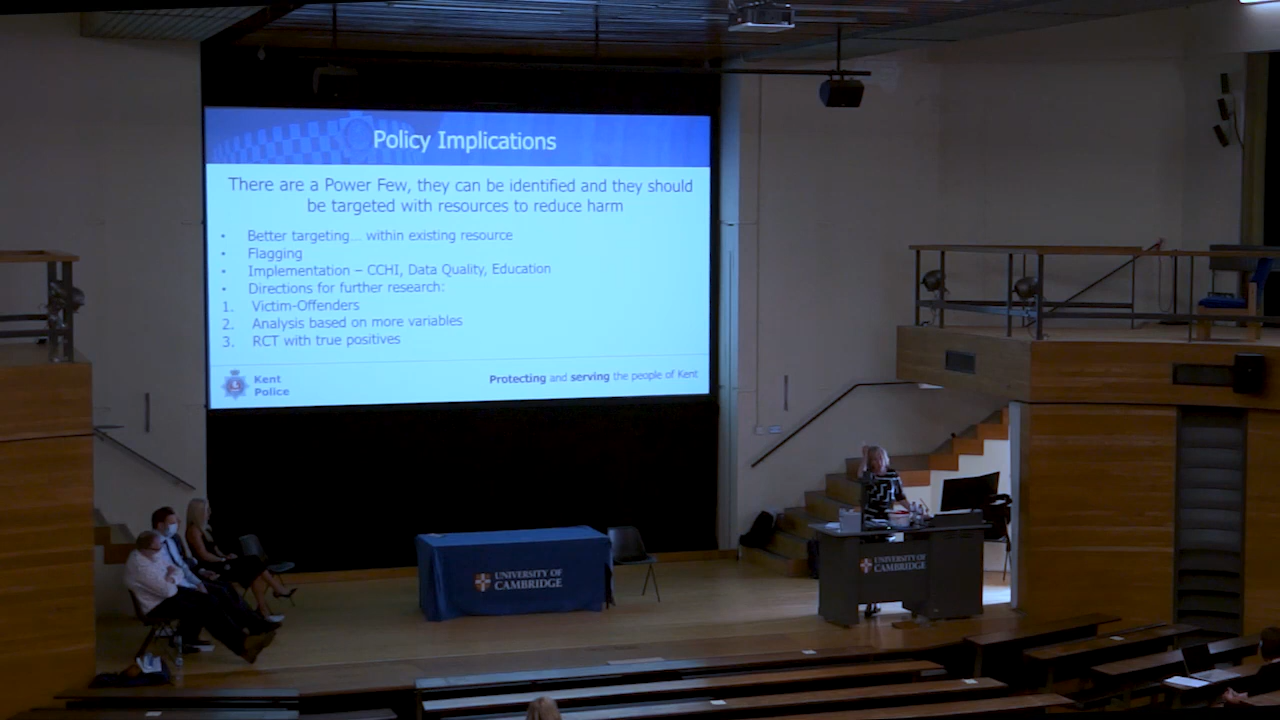 Policy Implications
There are a Power Few, they can be identified and they should
be targeted with resources to reduce harm
• Better targeting... within existing resource
• Flagging
• Implementation – CCHI, Data Quality, Education
• Directions for further research:
1. Victim-Offenders
2. Analysis based on more variables
3. RCT with true positives
Kent
Police
Protecting and serving the people of Kent
UNIVERSITY OF
CAMBRIDGE
UNIVERSITY OF
CAMBRIDGE